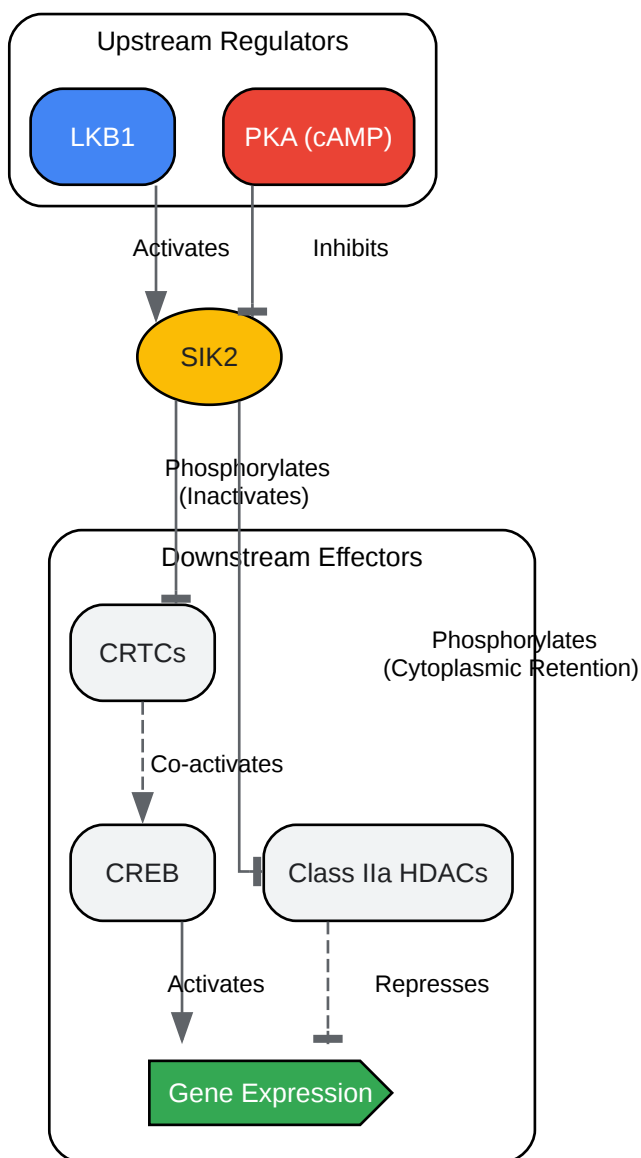 Upstream Regulators
LKB1
PKA (cAMP)
Activates
Inhibits
SIK2
Phosphorylates
(Inactivates)
Downstream Effectors
CRTCs
Phosphorylates
(Cytoplasmic Retention)
Co-activates
CREB
Class IIa HDACs
Activates
Represses
Gene Expression